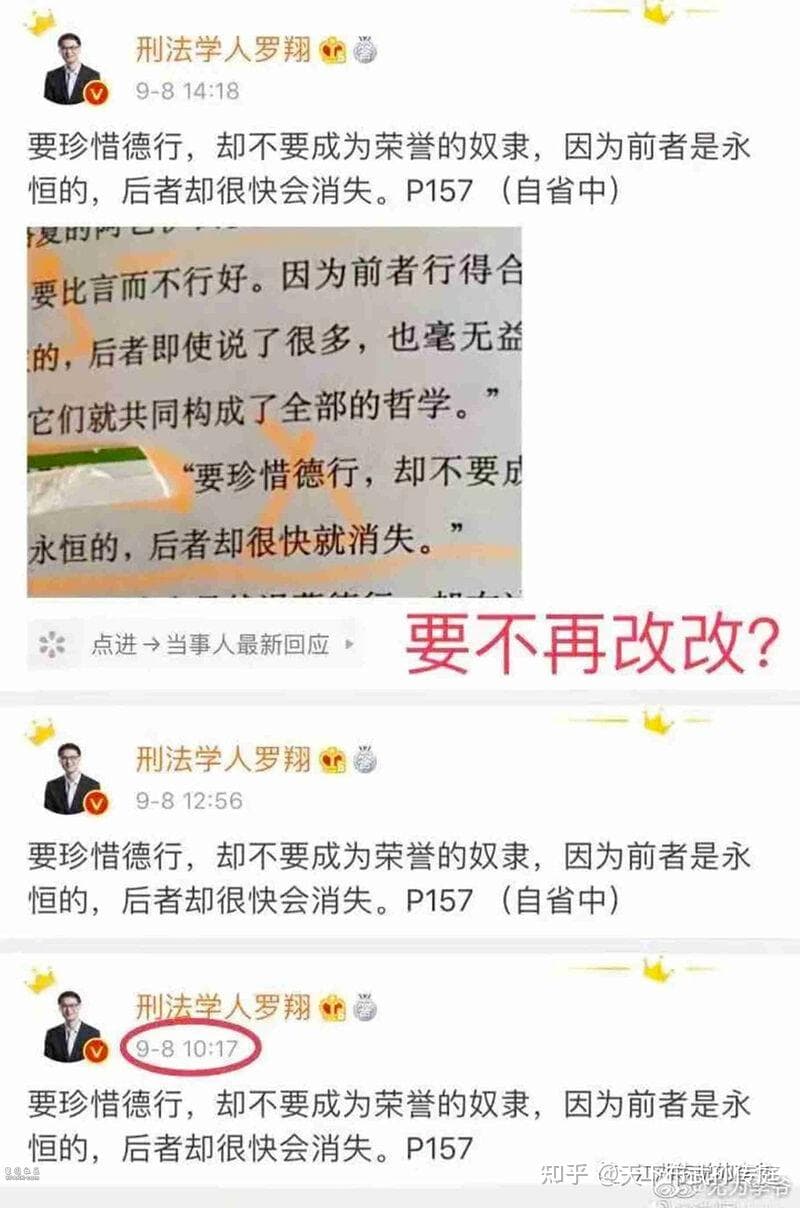 刑法学人罗翔
9-8 14:18
要珍惜德行，却不要成为荣誉的奴隶，因为前者是永
恒的，后者却很快会消失。P157 （自省中）
要比言而不行好。因为前者行得合
的，后者即使说了很多，也毫无益
它们就共同构成了全部的哲学。”
“要珍惜德行，却不要成
永恒的，后者却很快就消失。”
点进→当事人最新回应
要不再改改?
刑法学人罗翔
9-8 12:56
要珍惜德行，却不要成为荣誉的奴隶，因为前者是永
恒的，后者却很快会消失。P157 （自省中）
刑法学人罗翔
9-8 10:17
要珍惜德行，却不要成为荣誉的奴隶，因为前者是永
恒的，后者却很快会消失。P157
知乎